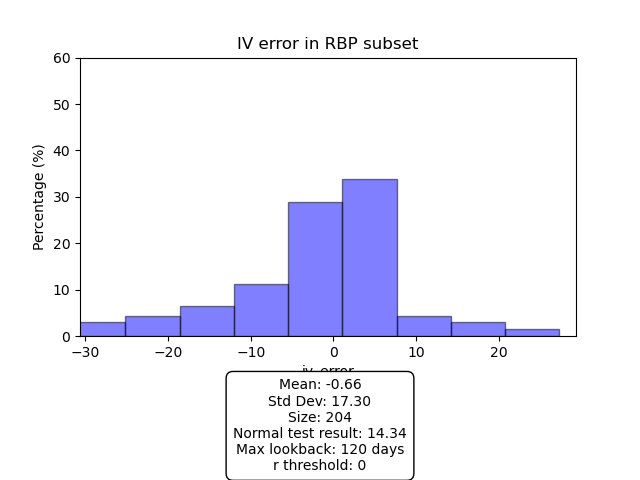 IV error in RBP subset
60
50
40
30
20
10
0
Percentage (%)
−30
−20
−10
0
10
20
iv_error
Mean: -0.66
Std Dev: 17.30
Size: 204
Normal test result: 14.34
Max lookback: 120 days
r threshold: 0